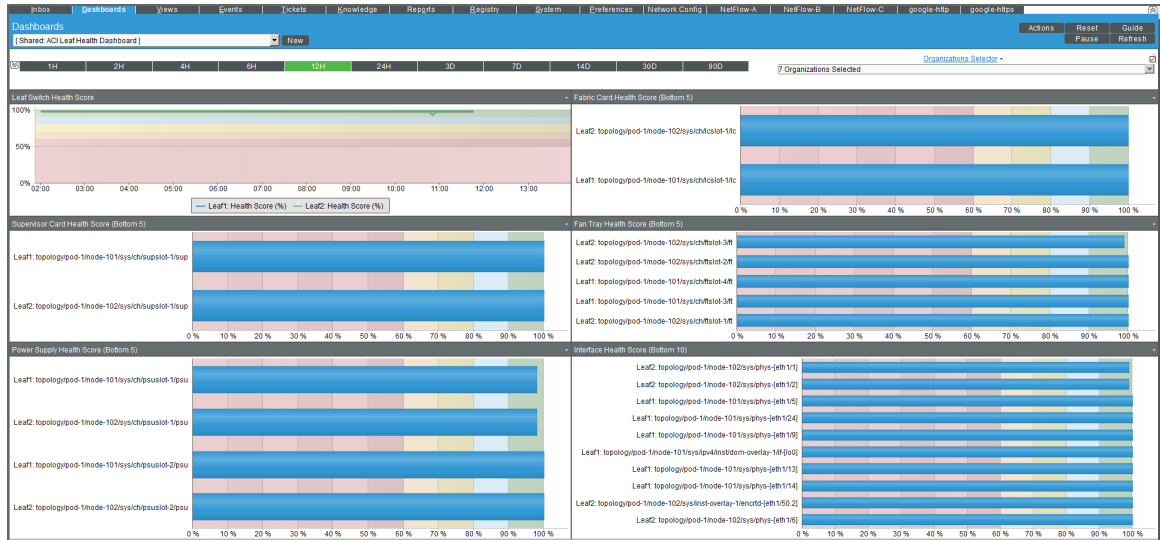 Inbox Dashboards Views Events Tickets Knowledge Reports Registry System Preferences Network Config NetFlow-A NetFlow-B NetFlow-C google-http google-https
Dashboards
Actions Reset Guide
[ Shared: ACI Leaf Health Dashboard ] New
Pause Refresh
Organizations Selector
1H 2H 4H 6H 12H 24H 3D 7D 14D 30D 90D
7 Organizations Selected
Leaf Switch Health Score
100%
50%
0%
02:00 03:00 04:00 05:00 06:00 07:00 08:00 09:00 10:00 11:00 12:00 13:00
Leaf1: Health Score (%) Leaf2: Health Score (%)
Fabric Card Health Score (Bottom 5)
Leaf2: topology/pod-1/node-102/sys/ch/lcslot-1/lc
Leaf1: topology/pod-1/node-101/sys/ch/lcslot-1/lc
0 % 10 % 20 % 30 % 40 % 50 % 60 % 70 % 80 % 90 % 100 %
Supervisor Card Health Score (Bottom 5)
Leaf1: topology/pod-1/node-101/sys/ch/supslot-1/sup
Leaf2: topology/pod-1/node-102/sys/ch/supslot-1/sup
0 % 10 % 20 % 30 % 40 % 50 % 60 % 70 % 80 % 90 % 100 %
Fan Tray Health Score (Bottom 5)
Leaf2: topology/pod-1/node-102/sys/ch/ftslot-3/ft
Leaf2: topology/pod-1/node-102/sys/ch/ftslot-2/ft
Leaf1: topology/pod-1/node-101/sys/ch/ftslot-4/ft
Leaf1: topology/pod-1/node-101/sys/ch/ftslot-3/ft
Leaf2: topology/pod-1/node-102/sys/ch/ftslot-1/ft
0 % 10 % 20 % 30 % 40 % 50 % 60 % 70 % 80 % 90 % 100 %
Power Supply Health Score (Bottom 5)
Leaf1: topology/pod-1/node-101/sys/ch/psuslot-1/psu
Leaf2: topology/pod-1/node-102/sys/ch/psuslot-1/psu
Leaf1: topology/pod-1/node-101/sys/ch/psuslot-2/psu
Leaf2: topology/pod-1/node-102/sys/ch/psuslot-2/psu
0 % 10 % 20 % 30 % 40 % 50 % 60 % 70 % 80 % 90 % 100 %
Interface Health Score (Bottom 10)
Leaf2: topology/pod-1/node-102/sys/phys-[eth1/1]
Leaf2: topology/pod-1/node-102/sys/phys-[eth1/2]
Leaf1: topology/pod-1/node-101/sys/phys-[eth1/5]
Leaf1: topology/pod-1/node-101/sys/phys-[eth1/24]
Leaf1: topology/pod-1/node-101/sys/phys-[eth1/9]
Leaf1: topology/pod-1/node-101/sys/ipv4/inst/dom-overlay-1/if-[lo0]
Leaf1: topology/pod-1/node-101/sys/phys-[eth1/13]
Leaf1: topology/pod-1/node-101/sys/phys-[eth1/14]
Leaf2: topology/pod-1/node-102/sys/inst-overlay-1/encrtd-[eth1/50.2]
Leaf2: topology/pod-1/node-102/sys/phys-[eth1/6]
0 % 10 % 20 % 30 % 40 % 50 % 60 % 70 % 80 % 90 % 100 %